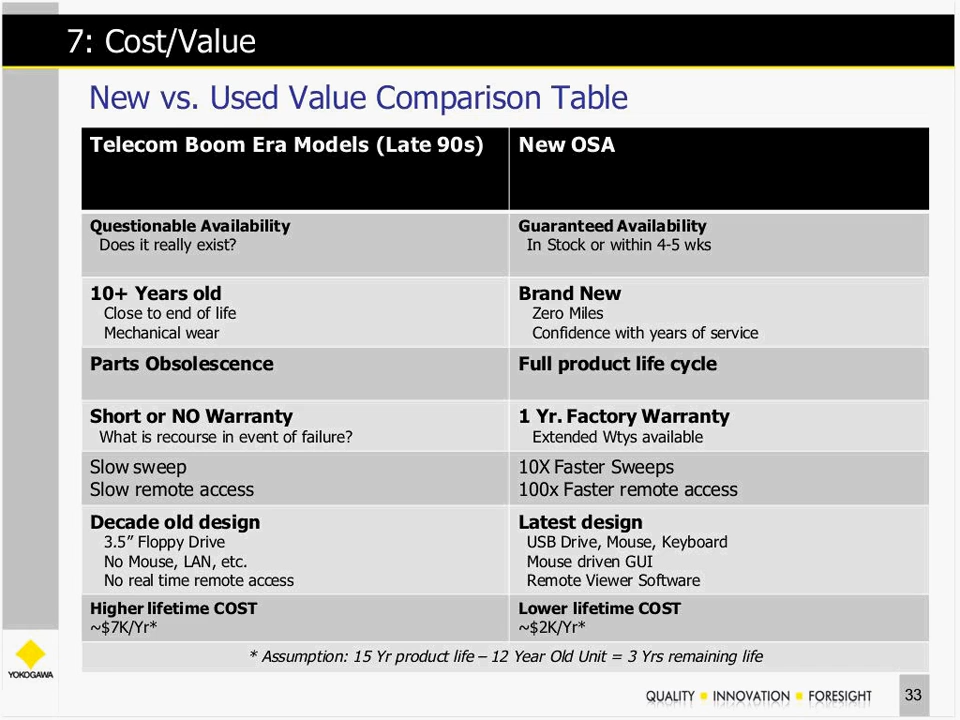 7: Cost/Value
New vs. Used Value Comparison Table
Telecom Boom Era Models (Late 90s)
New OSA
Questionable Availability
Does it really exist?
Guaranteed Availability
In Stock or within 4-5 wks
10+ Years old
Close to end of life
Mechanical wear
Brand New
Zero Miles
Confidence with years of service
Parts Obsolescence
Full product life cycle
Short or NO Warranty
What is recourse in event of failure?
1 Yr. Factory Warranty
Extended Wtys available
Slow sweep
Slow remote access
10X Faster Sweeps
100x Faster remote access
Decade old design
3.5” Floppy Drive
No Mouse, LAN, etc.
No real time remote access
Latest design
USB Drive, Mouse, Keyboard
Mouse driven GUI
Remote Viewer Software
Higher lifetime COST
~$7K/Yr*
Lower lifetime COST
~$2K/Yr*
* Assumption: 15 Yr product life – 12 Year Old Unit = 3 Yrs remaining life
YOKOGAWA
QUALITY ■ INNOVATION ■ FORESIGHT
33